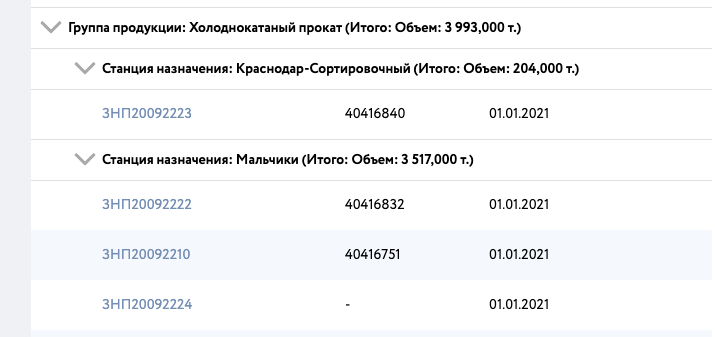 Группа продукции: Холоднокатаный прокат (Итого: Объем: 3 993,000 т.)
Станция назначения: Краснодар-Сортировочный (Итого: Объем: 204,000 т.)
ЗНП20092223 40416840 01.01.2021
Станция назначения: Мальчики (Итого: Объем: 3 517,000 т.)
ЗНП20092222 40416832 01.01.2021
ЗНП20092210 40416751 01.01.2021
ЗНП20092224 - 01.01.2021